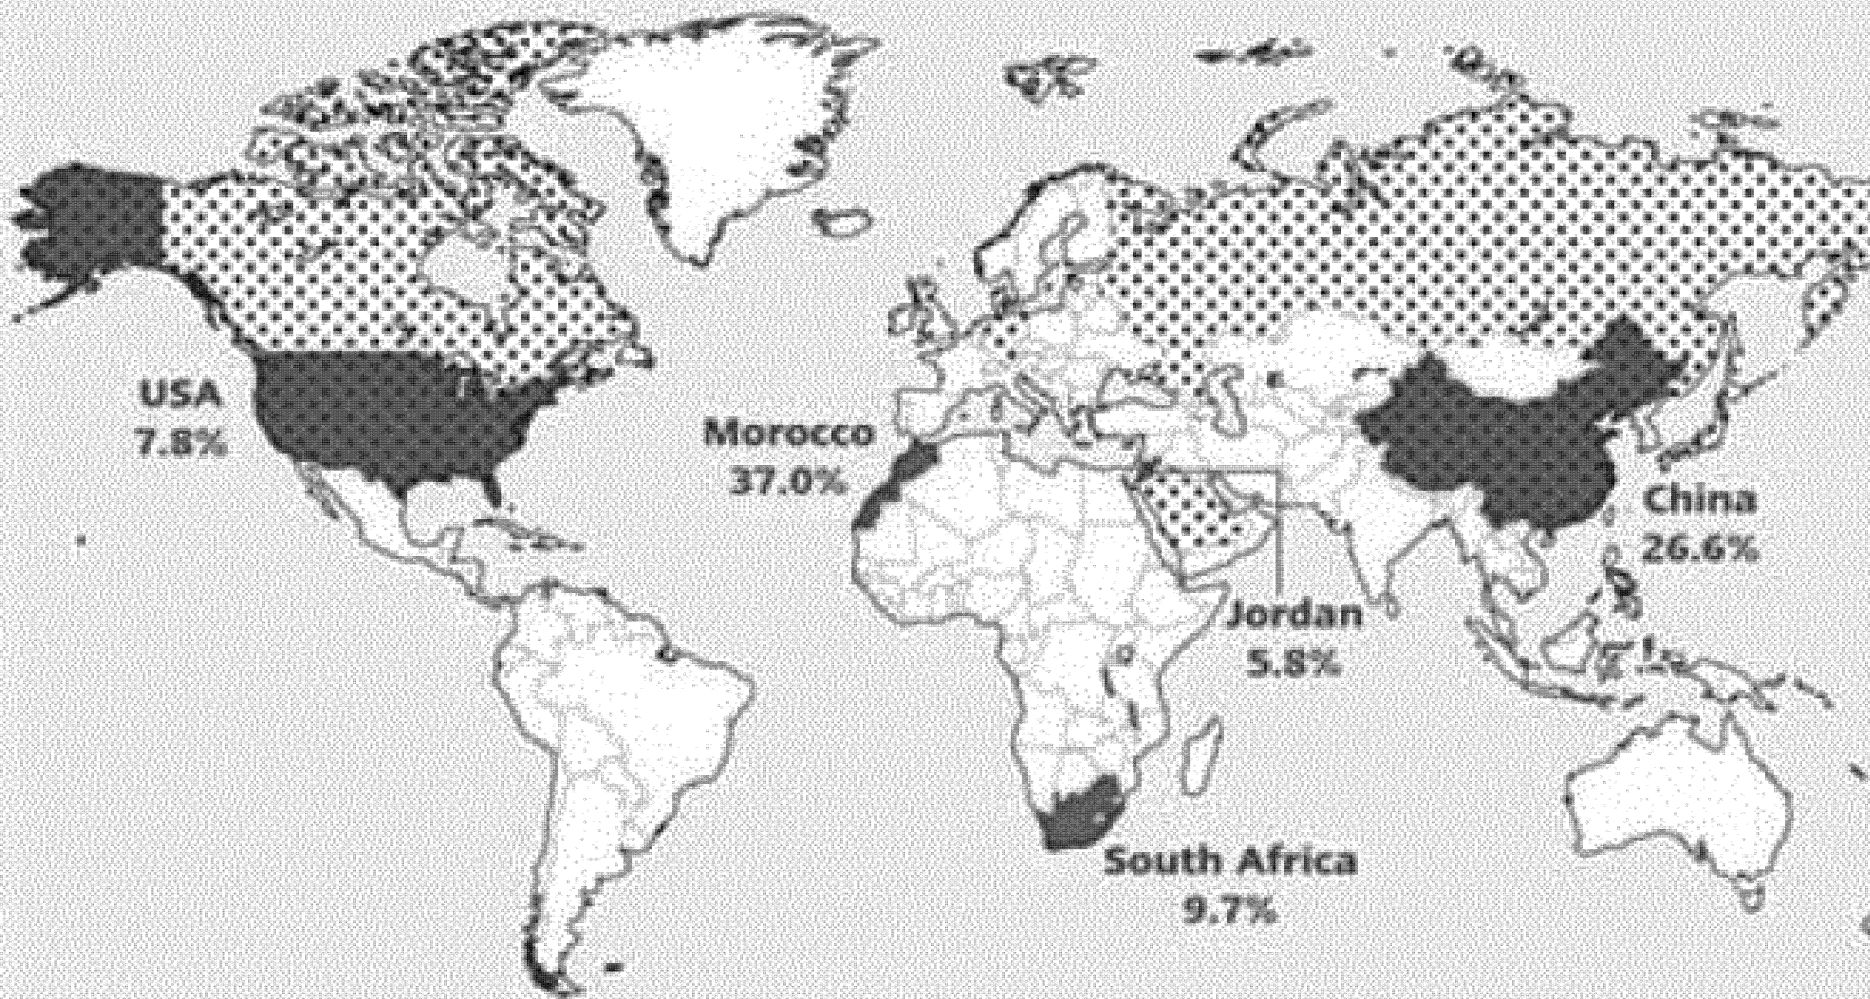 USA
7.8%
Morocco
37.0%
China
26.6%
Jordan
5.8%
South Africa
9.7%